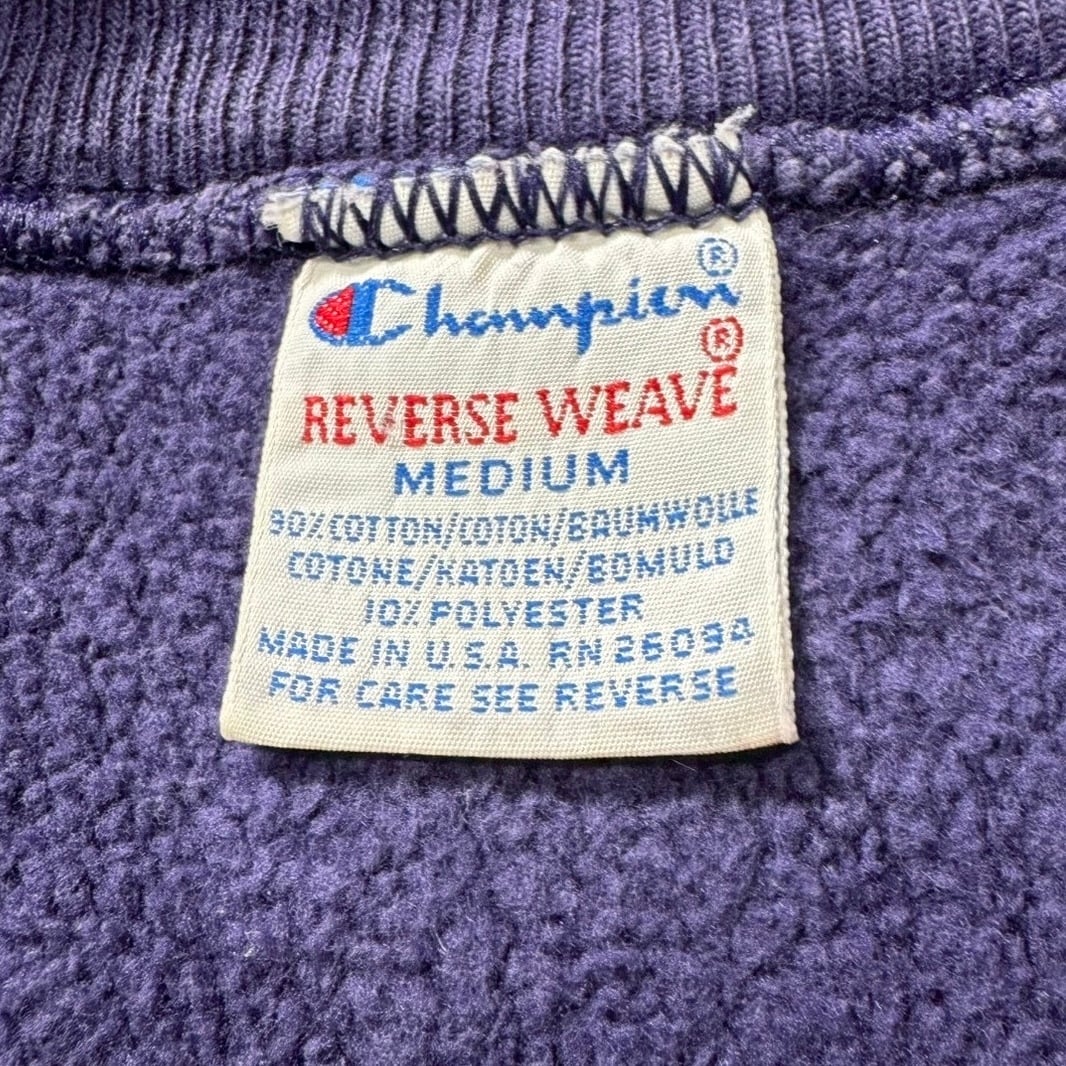 Champion®
®
REVERSE WEAVE
MEDIUM
90% COTTON/COTON/BAUMWOLLE
COTONE/KATOEN/BOMULD
10% POLYESTER
MADE IN U.S.A. RN 26094
FOR CARE SEE REVERSE